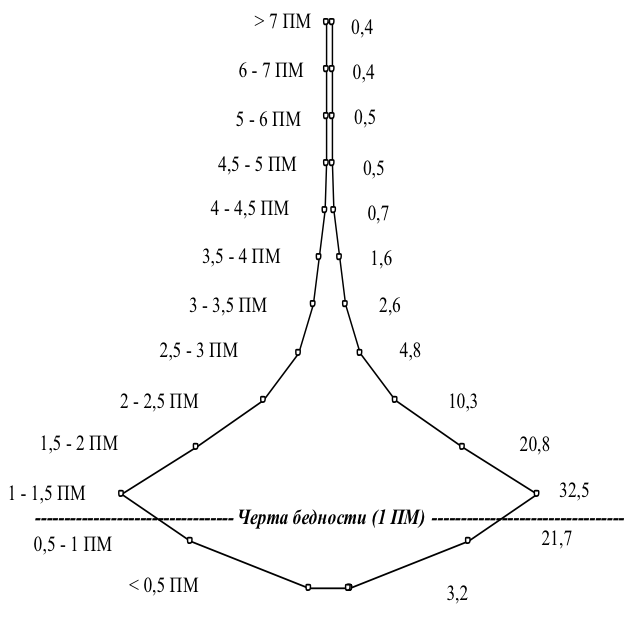 > 7 ПМ 0,4
6 - 7 ПМ 0,4
5 - 6 ПМ 0,5
4,5 - 5 ПМ 0,5
4 - 4,5 ПМ 0,7
3,5 - 4 ПМ 1,6
3 - 3,5 ПМ 2,6
2,5 - 3 ПМ 4,8
2 - 2,5 ПМ 10,3
1,5 - 2 ПМ 20,8
1 - 1,5 ПМ 32,5
Черта бедности (1 ПМ)
0,5 - 1 ПМ 21,7
< 0,5 ПМ 3,2